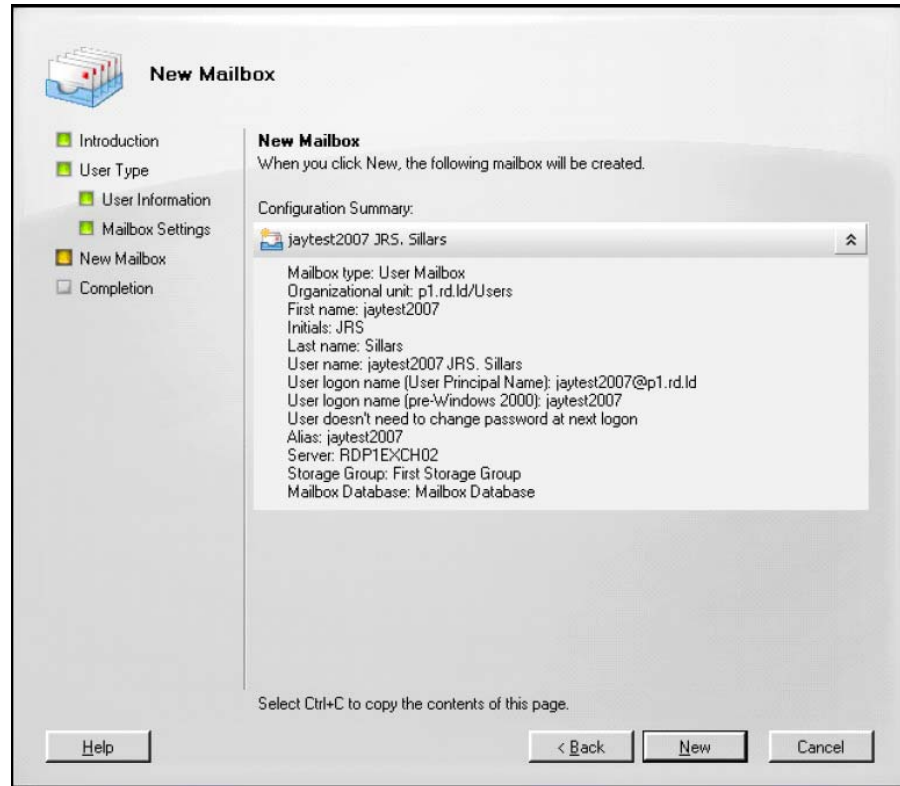 New Mailbox
Introduction
User Type
User Information
Mailbox Settings
New Mailbox
Completion
New Mailbox
When you click New, the following mailbox will be created.
Configuration Summary:
jaytest2007 JRS. Sillars
Mailbox type: User Mailbox
Organizational unit: p1.rd.ld/Users
First name: jaytest2007
Initials: JRS
Last name: Sillars
User name: jaytest2007 JRS. Sillars
User logon name (User Principal Name): jaytest2007@p1.rd.ld
User logon name (pre-Windows 2000): jaytest2007
User doesn't need to change password at next logon
Alias: jaytest2007
Server: RDP1EXCH02
Storage Group: First Storage Group
Mailbox Database: Mailbox Database
Select Ctrl+C to copy the contents of this page.
Help
< Back
New
Cancel